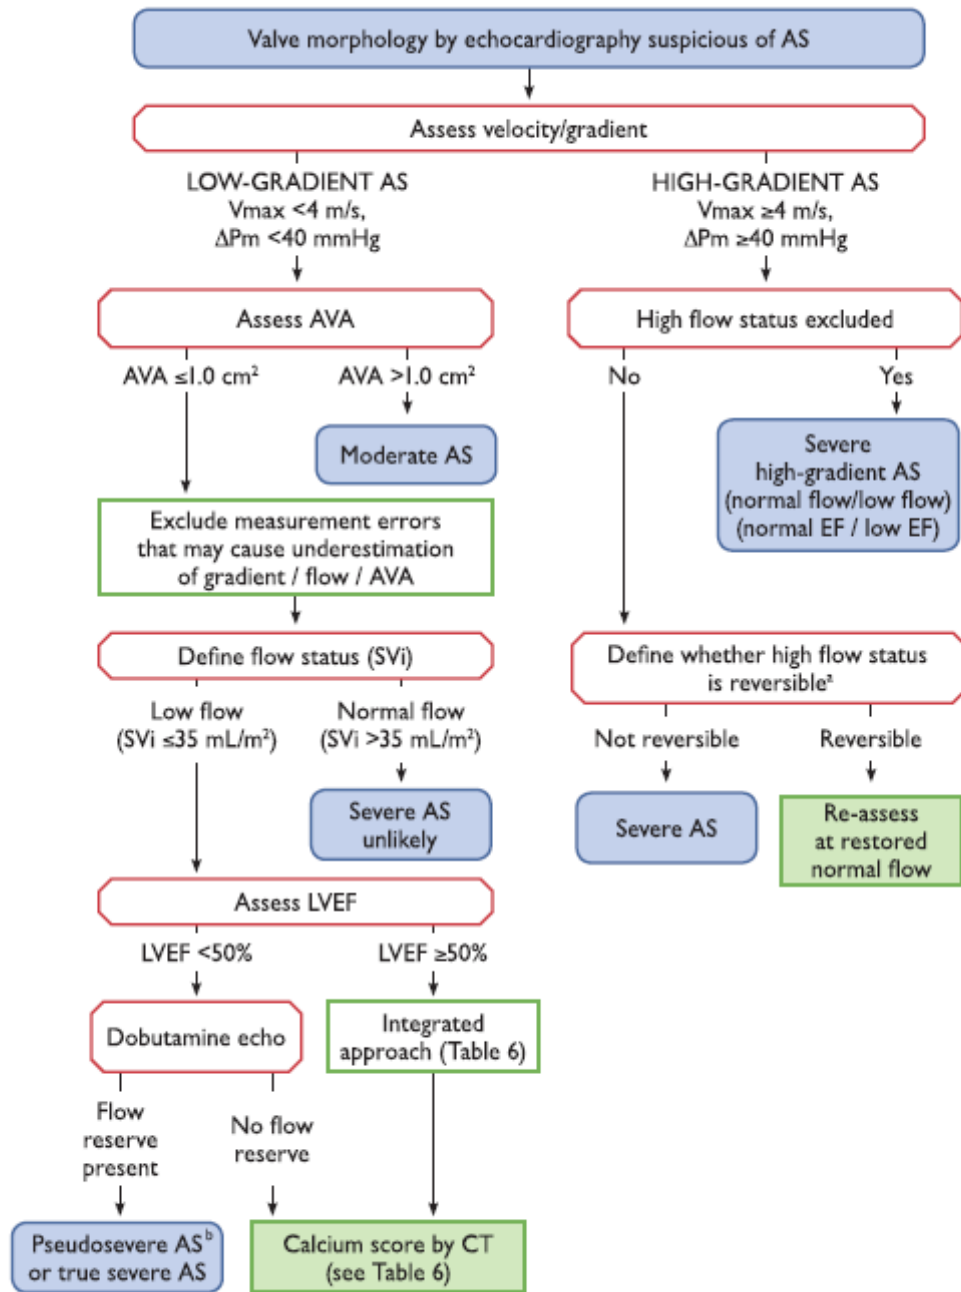 Valve morphology by echocardiography suspicious of AS
Assess velocity/gradient
LOW-GRADIENT AS
Vmax <4 m/s,
ΔPm <40 mmHg
HIGH-GRADIENT AS
Vmax ≥4 m/s,
ΔPm ≥40 mmHg
Assess AVA
High flow status excluded
AVA ≤1.0 cm²
AVA >1.0 cm²
No
Yes
Moderate AS
Severe
high-gradient AS
(normal flow/low flow)
(normal EF / low EF)
Exclude measurement errors
that may cause underestimation
of gradient / flow / AVA
Define flow status (SVi)
Define whether high flow status
is reversibleᵃ
Low flow
(SVi ≤35 mL/m²)
Normal flow
(SVi >35 mL/m²)
Not reversible
Reversible
Severe AS
unlikely
Severe AS
Re-assess
at restored
normal flow
Assess LVEF
LVEF <50%
LVEF ≥50%
Dobutamine echo
Integrated
approach (Table 6)
Flow
reserve
present
No flow
reserve
Pseudosevere ASᵇ
or true severe AS
Calcium score by CT
(see Table 6)